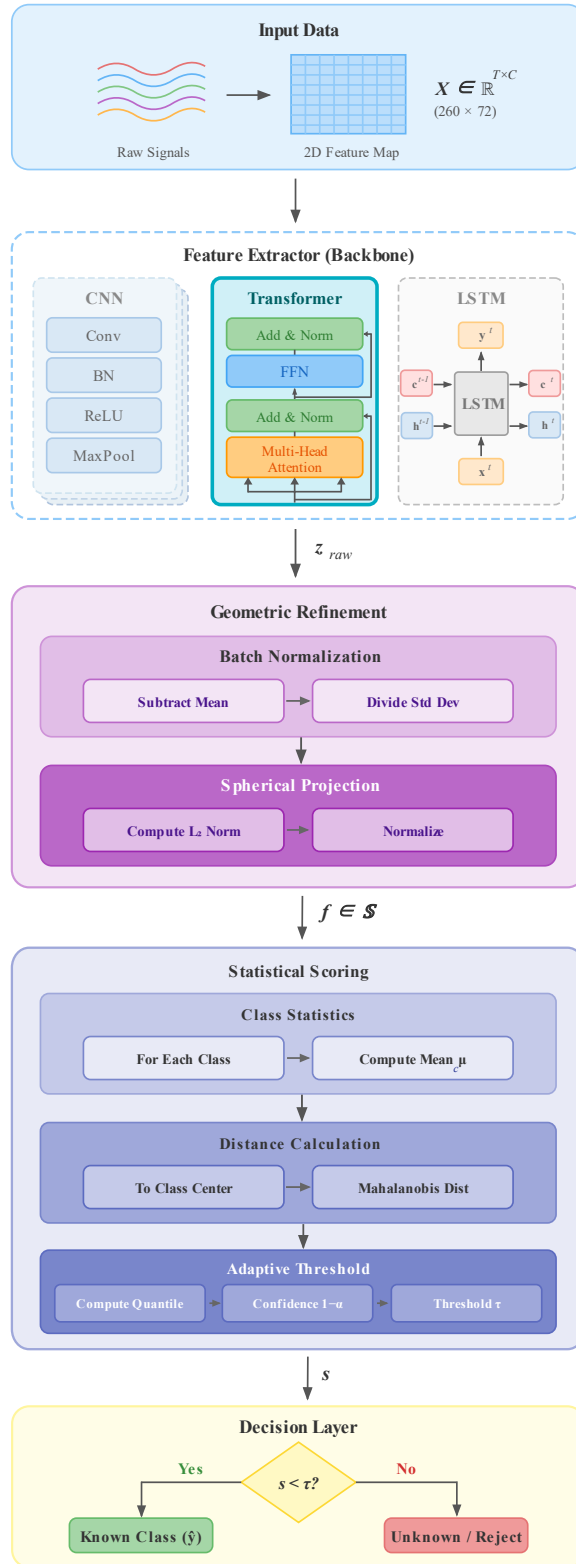 Input Data
X ∈ ℝ^{T×C}
(260 × 72)
Raw Signals
2D Feature Map
Feature Extractor (Backbone)
CNN
Conv
BN
ReLU
MaxPool
Transformer
Add & Norm
FFN
Add & Norm
Multi-Head
Attention
LSTM
y^t
c^{t-1}
c^t
LSTM
h^{t-1}
h^t
x^t
z_{raw}
Geometric Refinement
Batch Normalization
Subtract Mean
Divide Std Dev
Spherical Projection
Compute L₂ Norm
Normalize
f ∈ 𝕊
Statistical Scoring
Class Statistics
For Each Class
Compute Mean_c μ
Distance Calculation
To Class Center
Mahalanobis Dist
Adaptive Threshold
Compute Quantile
Confidence 1−α
Threshold τ
s
Decision Layer
Yes
s < τ?
No
Known Class (ŷ)
Unknown / Reject